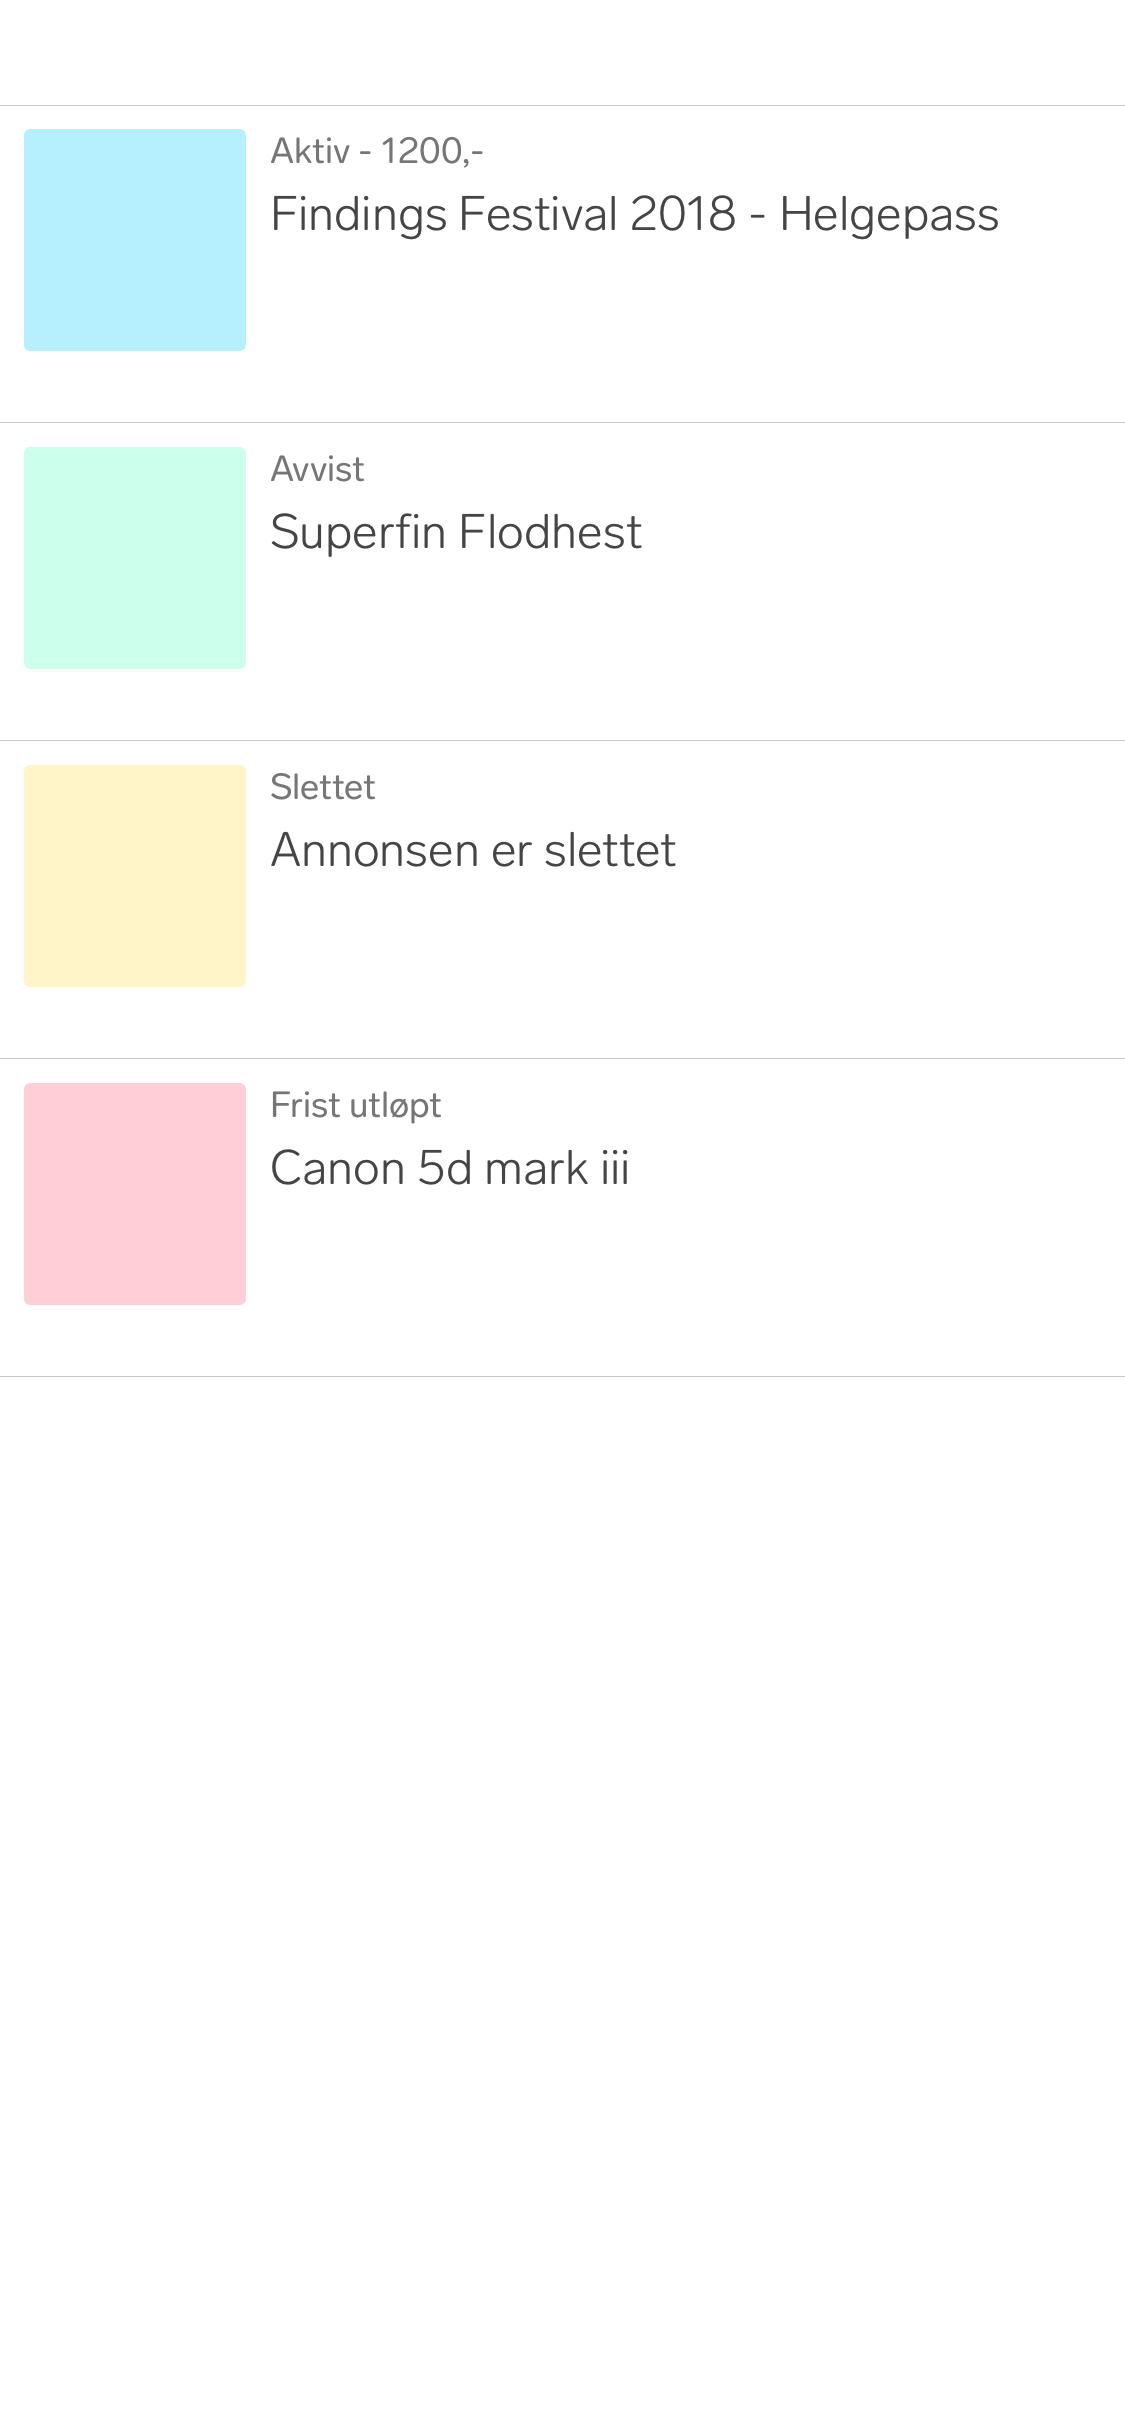 Aktiv - 1200,-
Findings Festival 2018 - Helgepass
Avvist
Superfin Flodhest
Slettet
Annonsen er slettet
Frist utløpt
Canon 5d mark iii